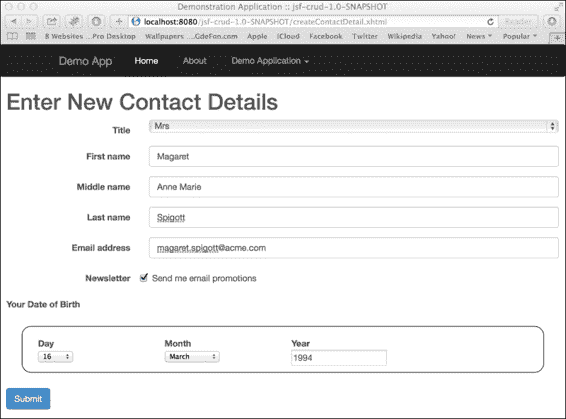 Demonstration Application :: jsf-crud-1.0-SNAPSHOT
localhost:8080/jsf-crud-1.0-SNAPSHOT/createContactDetail.xhtml
Reader
8 Websites ...Pro Desktop Wallpapers ...GdeFon.com Apple iCloud Facebook Twitter Wikipedia Yahoo! News Popular
Demo App Home About Demo Application
Enter New Contact Details
Title Mrs
First name Magaret
Middle name Anne Marie
Last name Spigott
Email address magaret.spigott@acme.com
Newsletter Send me email promotions
Your Date of Birth
Day Month Year
16 March 1994
Submit